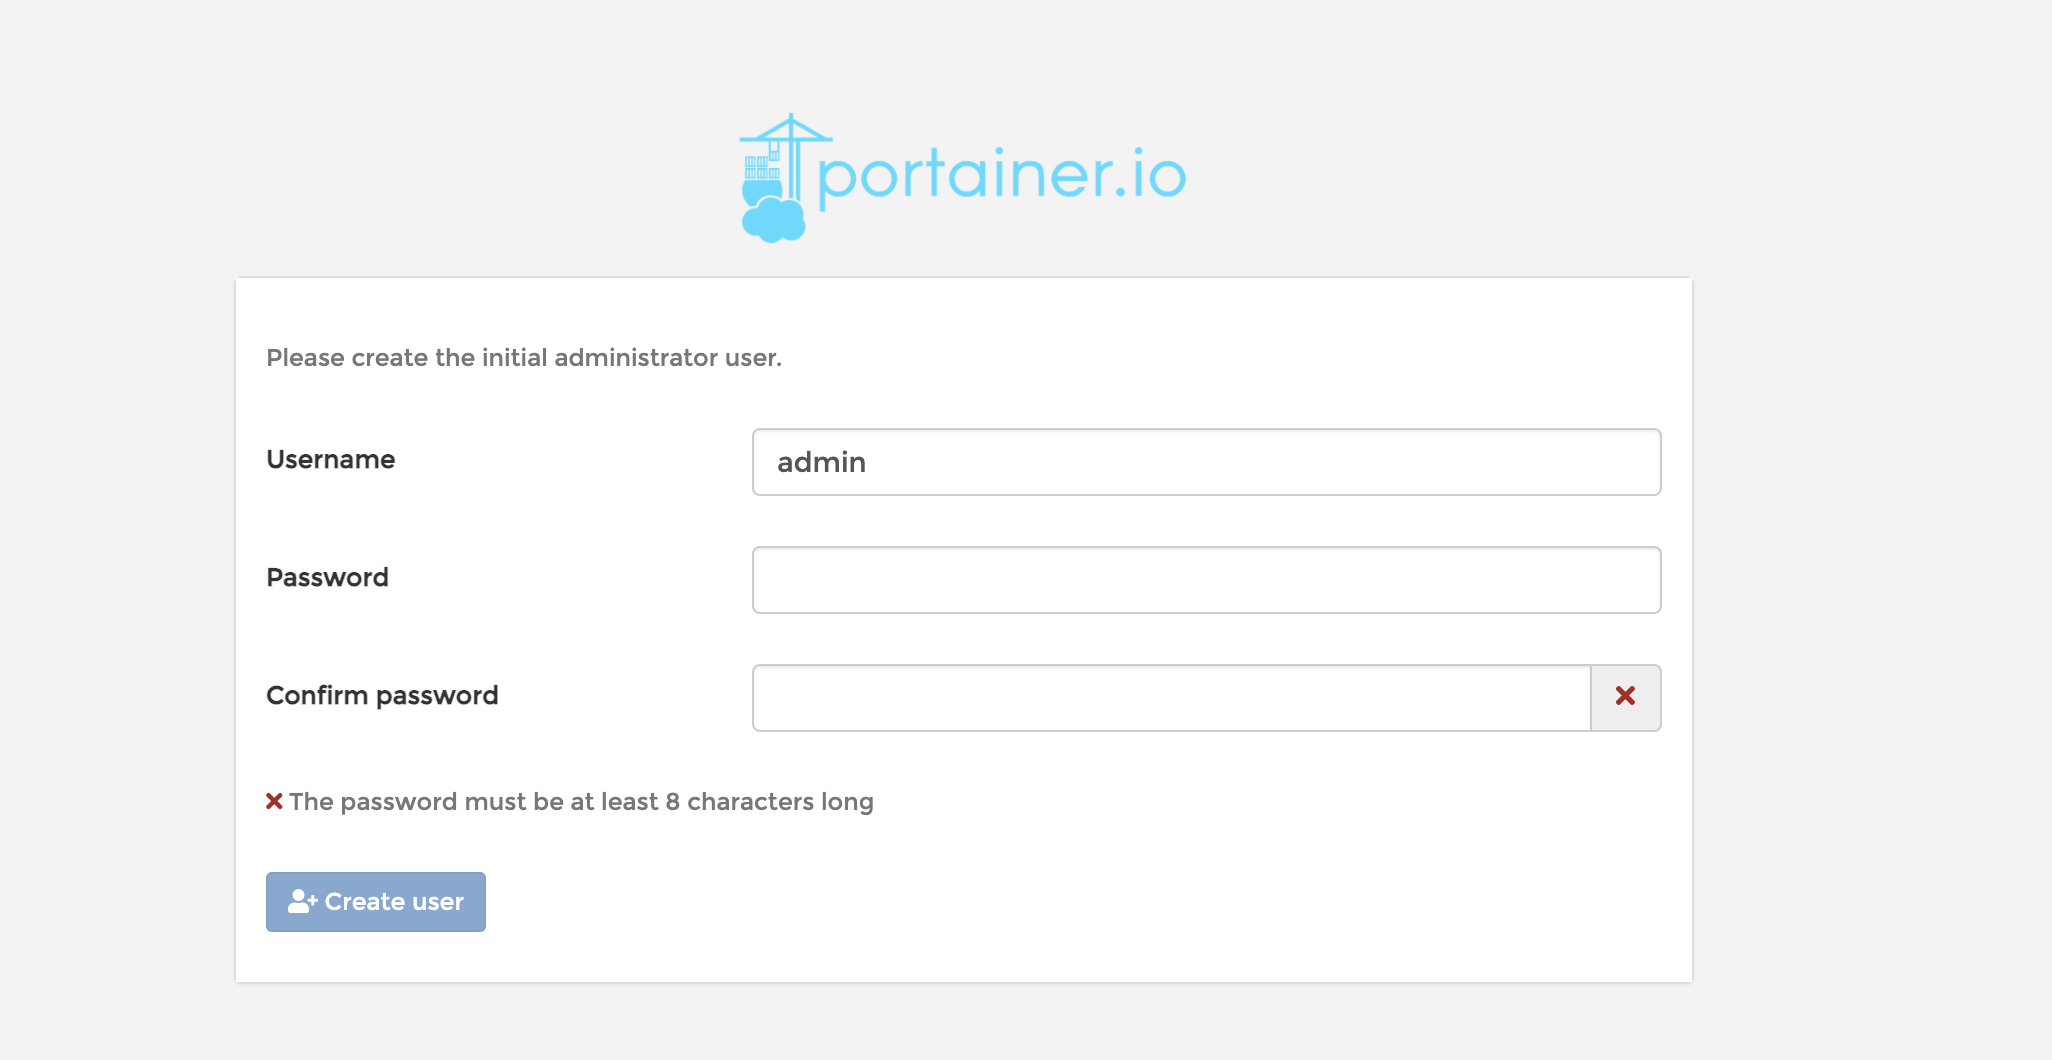 portainer.io
Please create the initial administrator user.
Username
admin
Password
Confirm password
The password must be at least 8 characters long
Create user